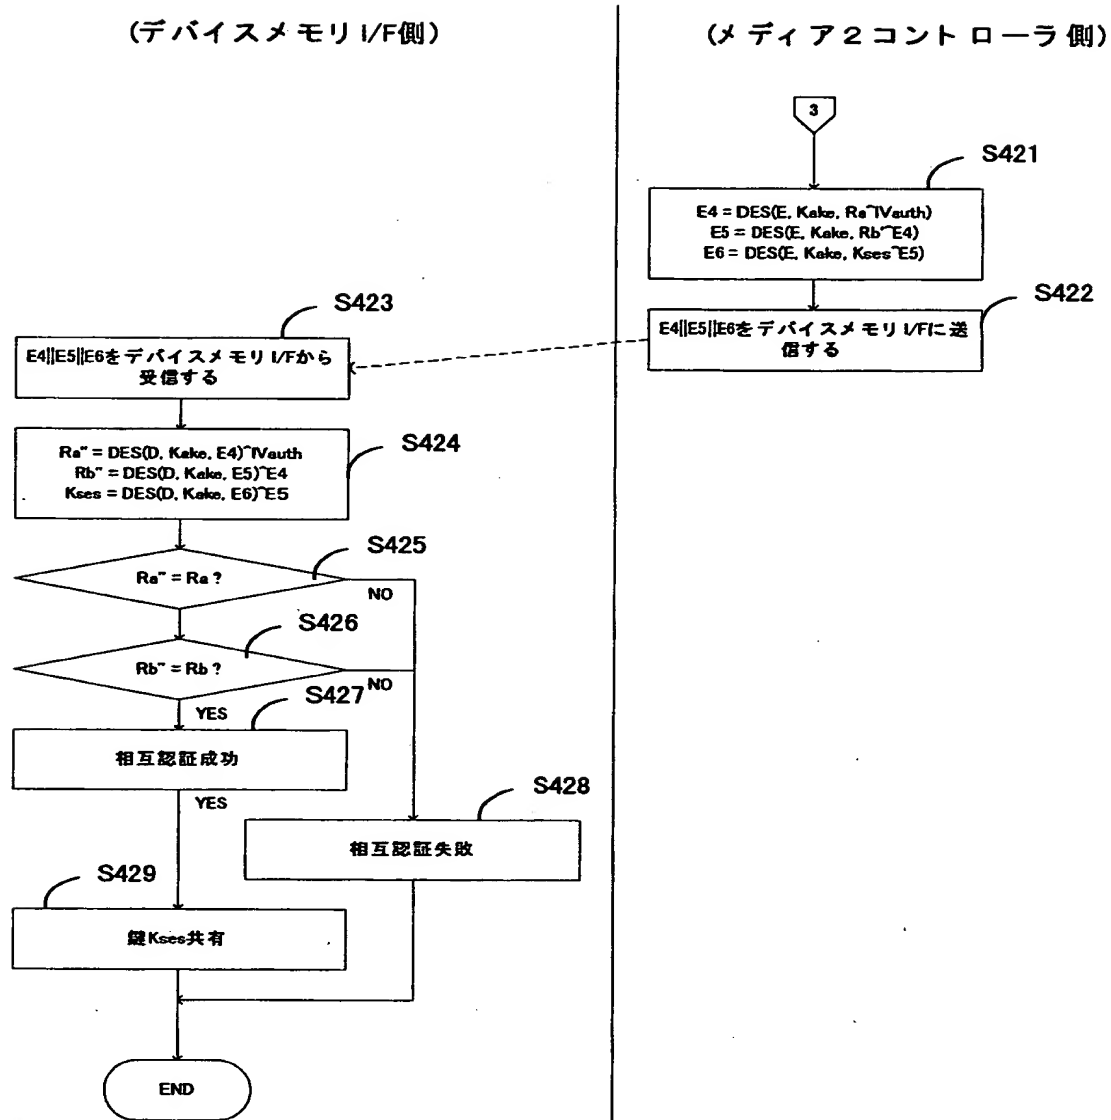 (デバイスメモリI/F側)
(メディア2コントローラ側)
3
S421
E4 = DES(E, Kake, Ra^IVauth)
E5 = DES(E, Kake, Rb^E4)
E6 = DES(E, Kake, Kses^E5)
S422
E4||E5||E6をデバイスメモリI/Fに送
信する
S423
E4||E5||E6をデバイスメモリI/Fから
受信する
S424
Ra" = DES(D, Kake, E4)^IVauth
Rb" = DES(D, Kake, E5)^E4
Kses = DES(D, Kake, E6)^E5
S425
Ra" = Ra ?
NO
S426
Rb" = Rb ?
NO
S427
YES
相互認証成功
YES
S428
相互認証失敗
S429
鍵Kses共有
END